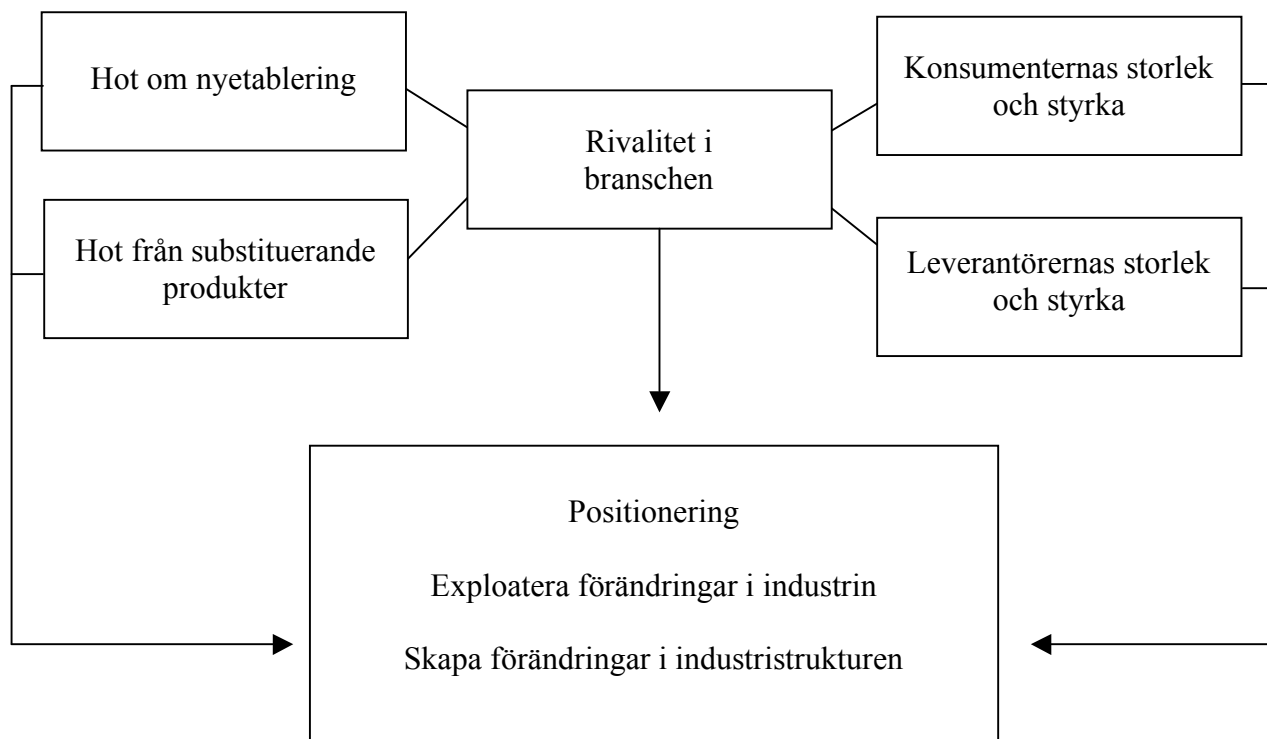 Hot om nyetablering
Hot från substituerande
produkter
Rivalitet i
branschen
Konsumenternas storlek
och styrka
Leverantörernas storlek
och styrka
Positionering
Exploatera förändringar i industrin
Skapa förändringar i industristrukturen